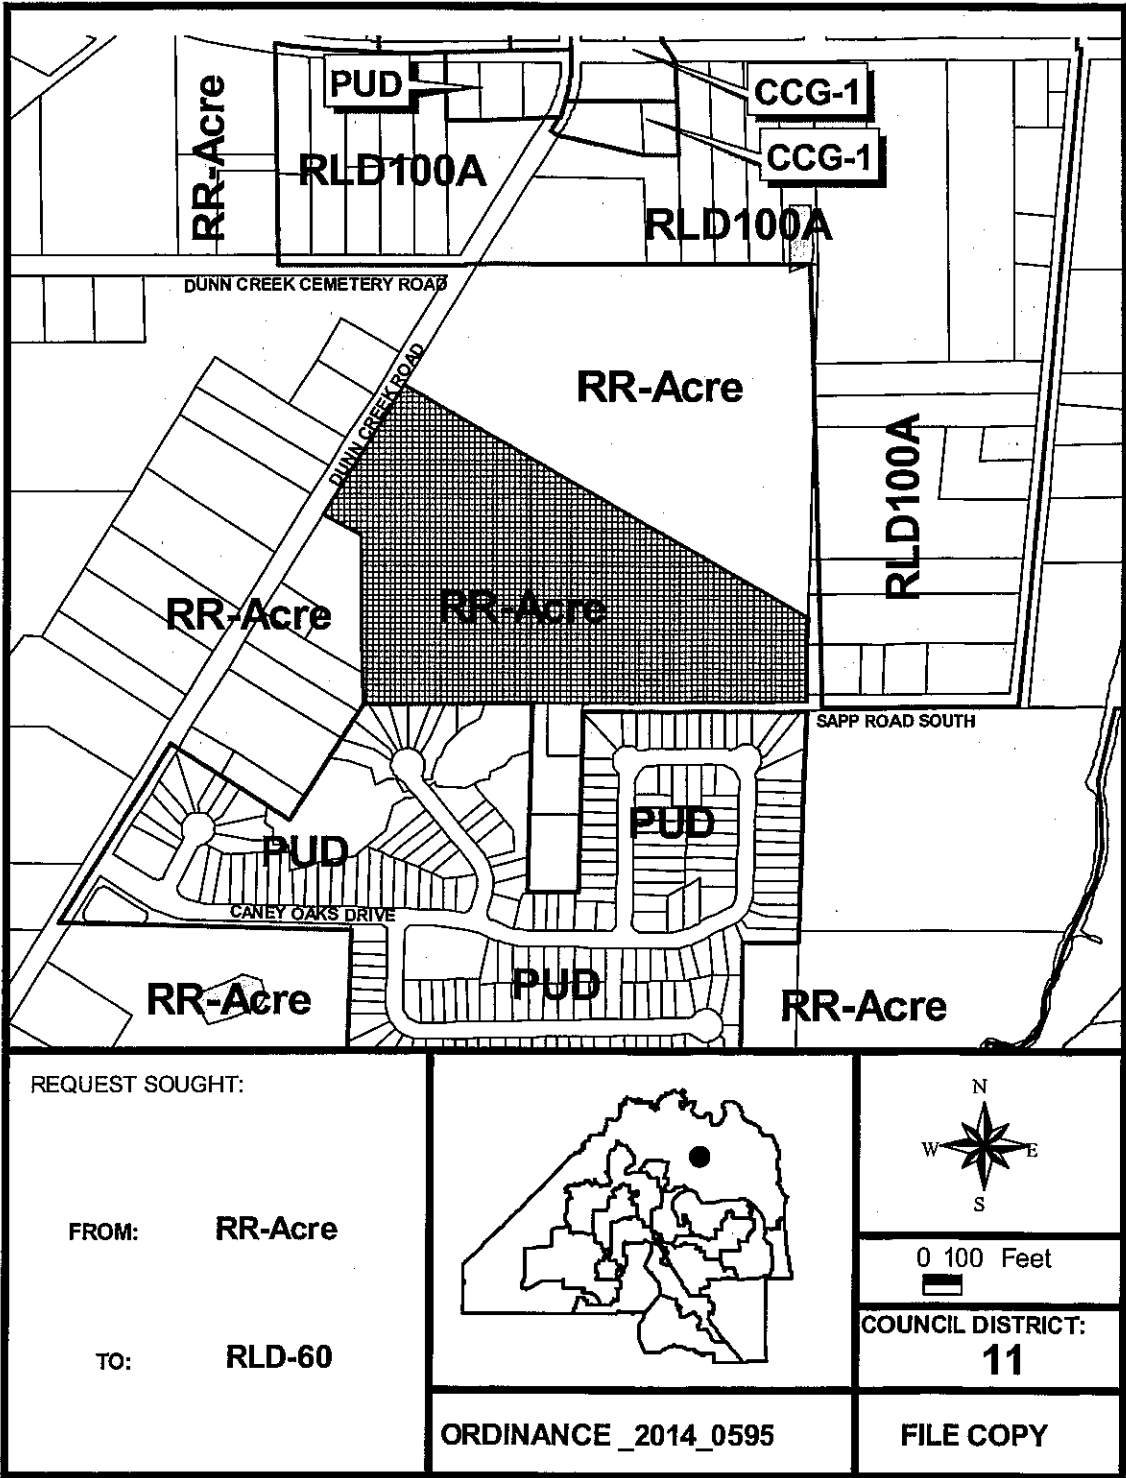 PUD
CCG-1
CCG-1
RR-Acre
RLD100A
RLD100A
DUNN CREEK CEMETERY ROAD
DUNN CREEK ROAD
RR-Acre
RLD100A
RR-Acre
RR-Acre
SAPP ROAD SOUTH
PUD
PUD
CANEY OAKS DRIVE
PUD
RR-Acre
RR-Acre
REQUEST SOUGHT:
FROM: RR-Acre
TO: RLD-60
N
W E
S
0 100 Feet
COUNCIL DISTRICT:
11
ORDINANCE _2014_0595
FILE COPY